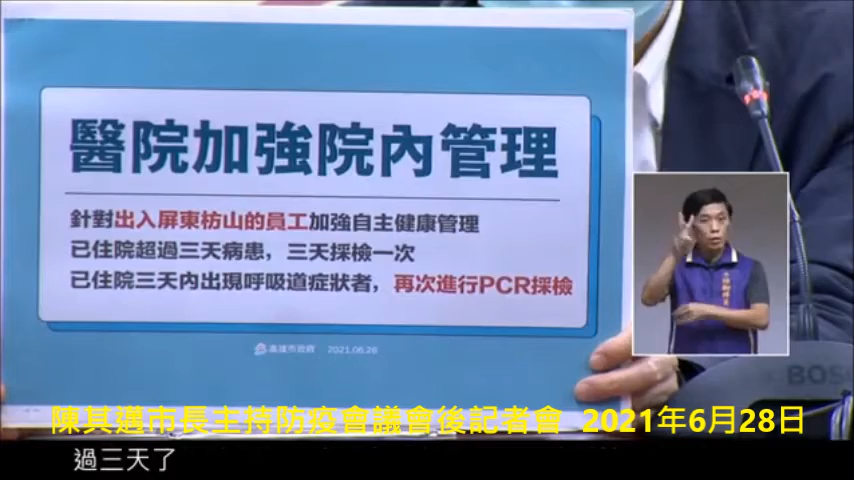 醫院加強院內管理
針對出入屏東枋山的員工加強自主健康管理
已住院超過三天病患，三天採檢一次
已住院三天內出現呼吸道症狀者，再次進行PCR採檢
高雄市政府 2021.06.28
BOS
陳其邁市長主持防疫會議會後記者會 2021年6月28日
過三天了